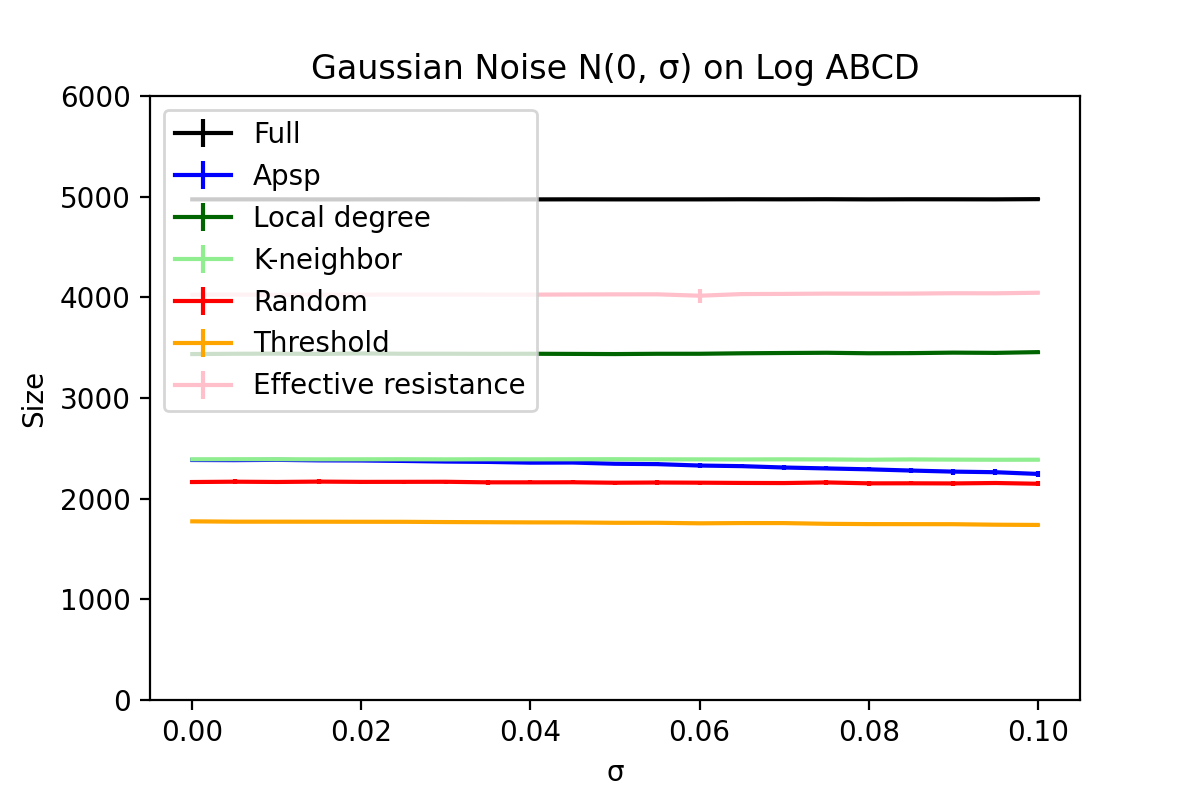 Gaussian Noise N(0, σ) on Log ABCD
6000
5000
4000
3000
2000
1000
0
Size
Full
Apsp
Local degree
K-neighbor
Random
Threshold
Effective resistance
0.00 0.02 0.04 0.06 0.08 0.10
σ